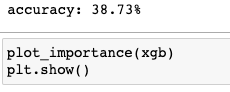 accuracy: 38.73%
plot_importance(xgb)
plt.show()